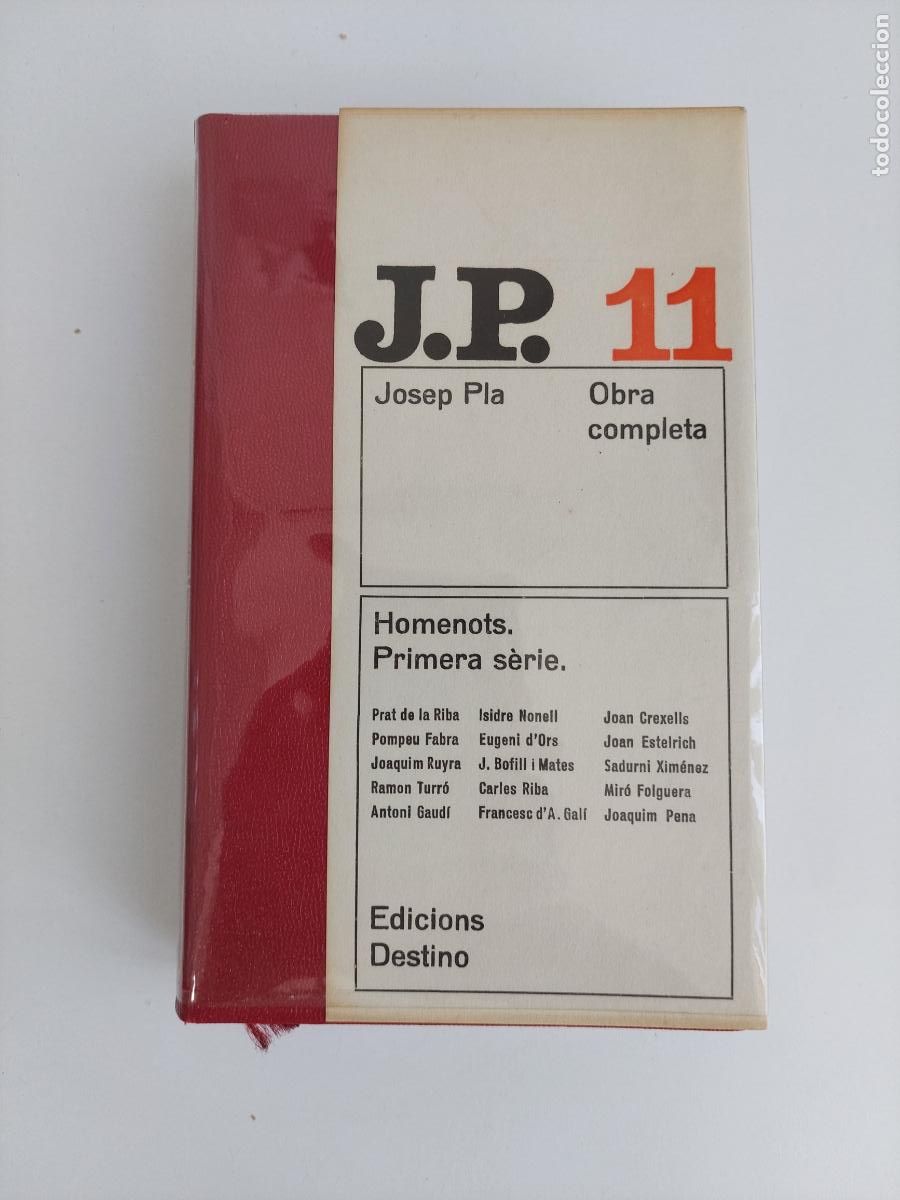 J.P. 11
Josep Pla
Obra
completa
Homenots.
Primera sèrie.
Prat de la Riba
Pompeu Fabra
Joaquim Ruyra
Ramon Turró
Antoni Gaudí
Isidre Nonell
Eugeni d'Ors
J. Bofill i Mates
Carles Riba
Francesc d'A. Galí
Joan Crexells
Joan Estelrich
Sadurni Ximénez
Miró Folguera
Joaquim Pena
Edicions
Destino
todocoleccion